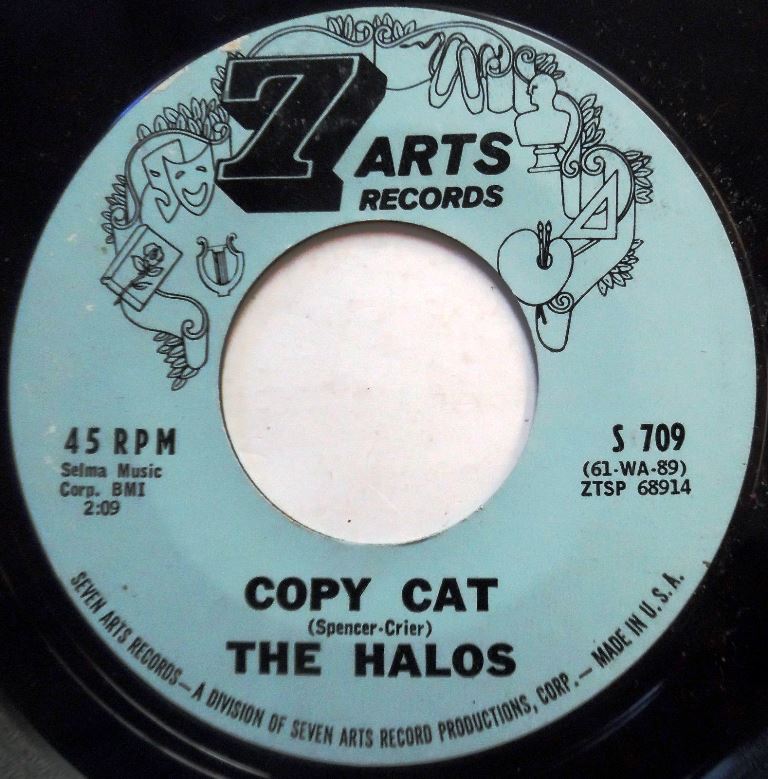 7 ARTS
RECORDS
45 RPM
Selma Music
Corp. BMI
2:09
S 709
(61-WA-89)
ZTSP 68914
COPY CAT
(Spencer-Crier)
THE HALOS
SEVEN ARTS RECORDS—A DIVISION OF SEVEN ARTS RECORD PRODUCTIONS, CORP.— MADE IN U.S.A.